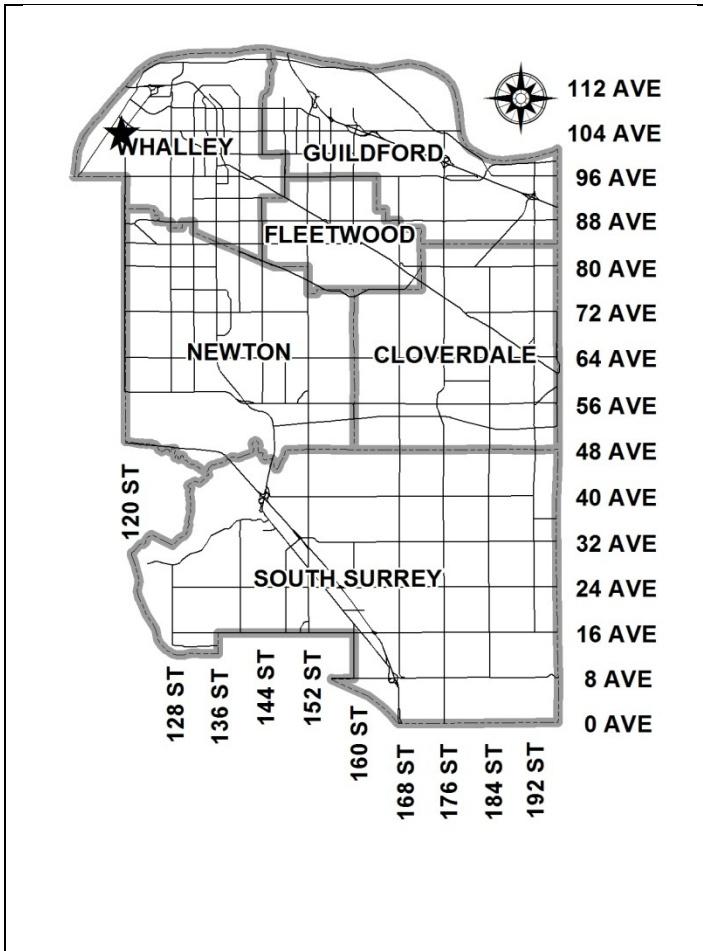 112 AVE
104 AVE
WHALLEY
GUILDFORD
96 AVE
88 AVE
FLEETWOOD
80 AVE
72 AVE
NEWTON
CLOVERDALE
64 AVE
56 AVE
48 AVE
120 ST
40 AVE
32 AVE
SOUTH SURREY
24 AVE
16 AVE
128 ST
136 ST
144 ST
152 ST
8 AVE
160 ST
0 AVE
168 ST
176 ST
184 ST
192 ST